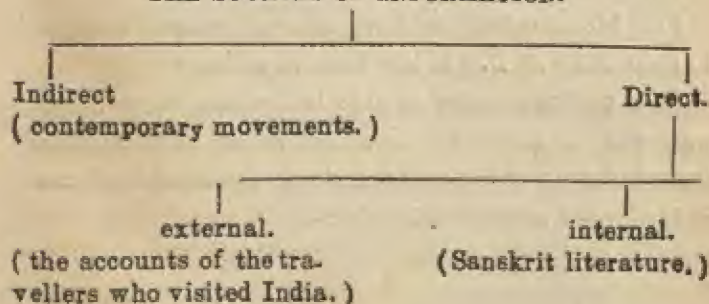 Indirect
Direct.
( contemporary movements. )
external.
internal.
( the accounts of the tra-
(Sanskrit literature.)
vellers who visited India. )